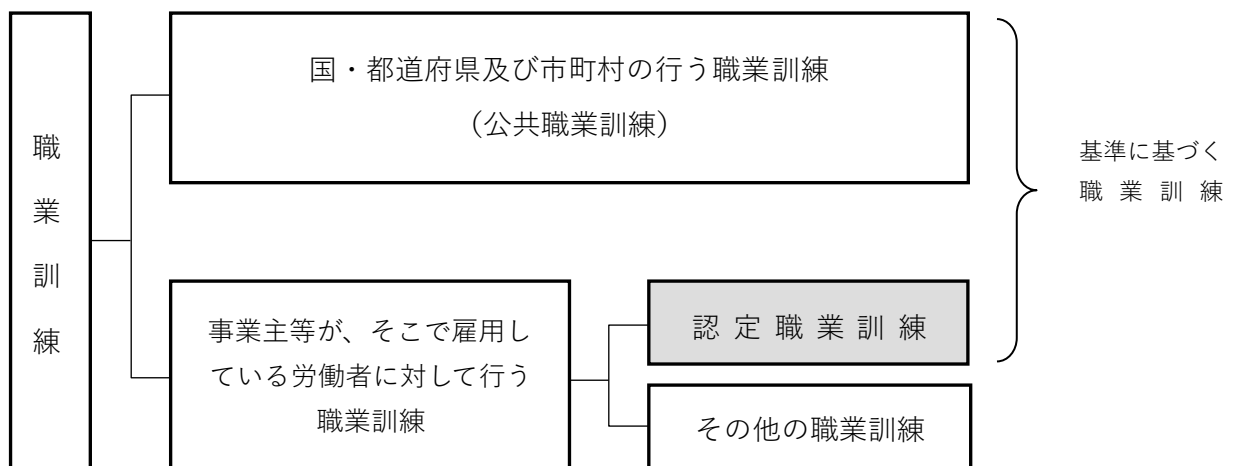 職業訓練
国・都道府県及び市町村の行う職業訓練
（公共職業訓練）
基準に基づく
職業訓練
事業主等が、そこで雇用し
ている労働者に対して行う
職業訓練
認定職業訓練
その他の職業訓練